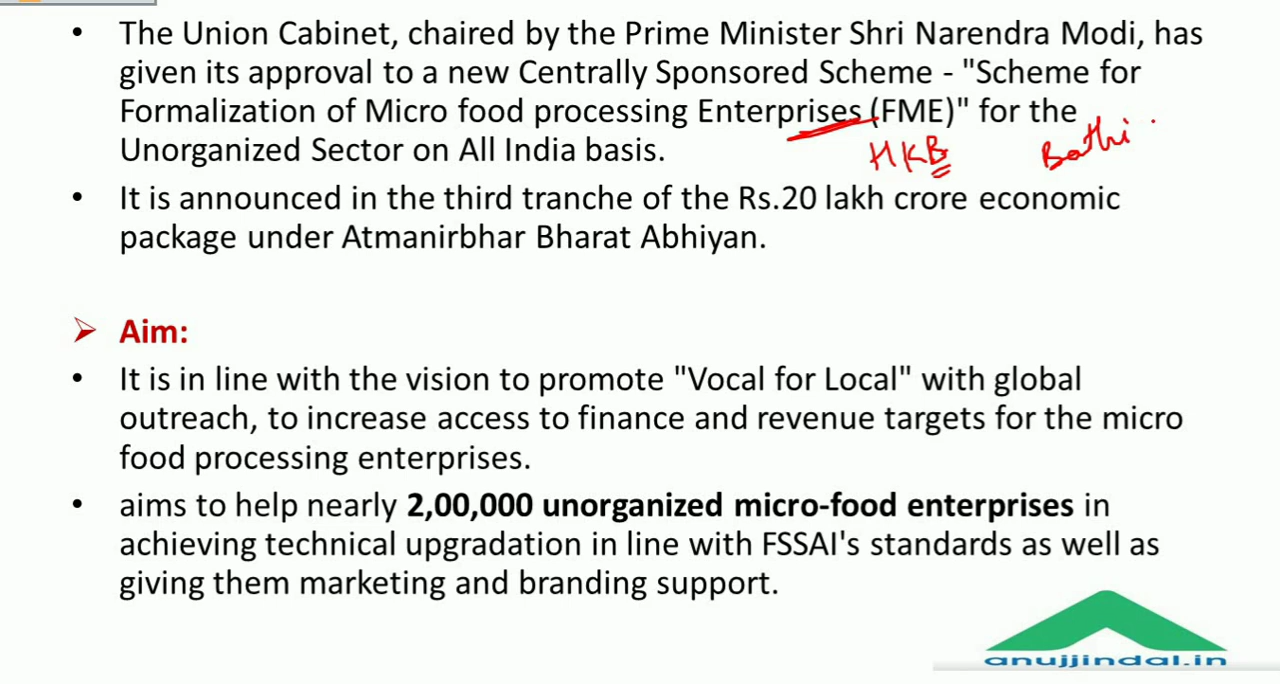 • The Union Cabinet, chaired by the Prime Minister Shri Narendra Modi, has
given its approval to a new Centrally Sponsored Scheme - "Scheme for
Formalization of Micro food processing Enterprises (FME)" for the
Unorganized Sector on All India basis.
HKB Bathi
• It is announced in the third tranche of the Rs.20 lakh crore economic
package under Atmanirbhar Bharat Abhiyan.
➢ Aim:
• It is in line with the vision to promote "Vocal for Local" with global
outreach, to increase access to finance and revenue targets for the micro
food processing enterprises.
• aims to help nearly 2,00,000 unorganized micro-food enterprises in
achieving technical upgradation in line with FSSAI's standards as well as
giving them marketing and branding support.
anujjindal.in